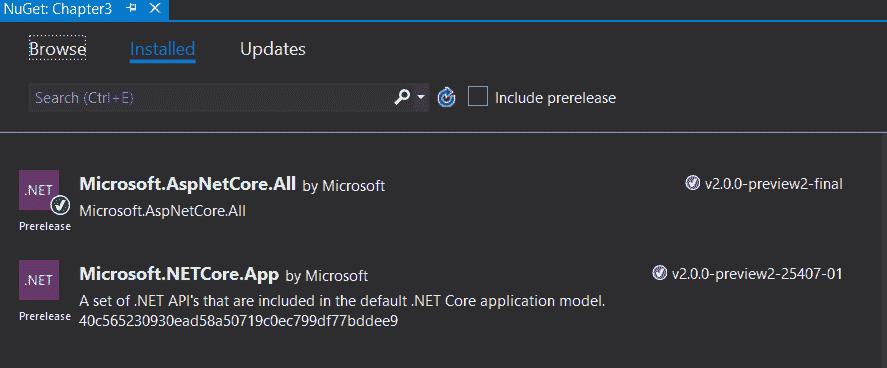 NuGet: Chapter3
Browse Installed Updates
Search (Ctrl+E) Include prerelease
.NET Microsoft.AspNetCore.All by Microsoft v2.0.0-preview2-final
Prerelease Microsoft.AspNetCore.All
.NET Microsoft.NETCore.App by Microsoft v2.0.0-preview2-25407-01
A set of .NET API's that are included in the default .NET Core application model.
Prerelease 40c565230930ead58a50719c0ec799df77bddee9